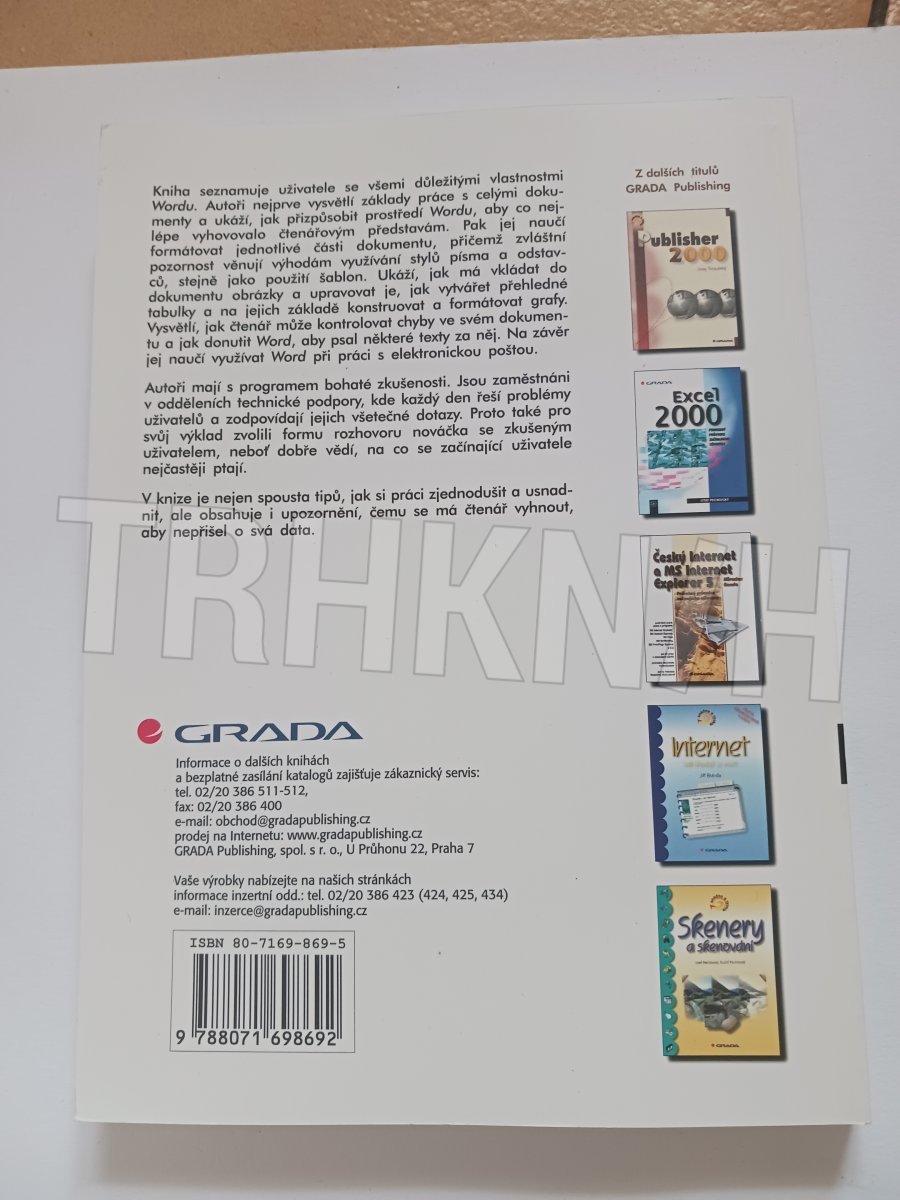 Kniha seznamuje uživatele se všemi důležitými vlastnostmi
Wordu. Autoři nejprve vysvětlí základy práce s celými doku-
menty a ukáží, jak přizpůsobit prostředí Wordu, aby co nej-
lépe vyhovovalo čtenářovým představám. Pak jej naučí
formátovat jednotlivé části dokumentu, přičemž zvláštní
pozornost věnují výhodám využívání stylů písma a odstav-
ců, stejně jako použití šablon. Ukáží, jak má vkládat do
dokumentu obrázky a upravovat je, jak vytvářet přehledné
tabulky a na jejich základě konstruovat a formátovat grafy.
Vysvětlí, jak čtenář může kontrolovat chyby ve svém dokumen-
tu a jak donutit Word, aby psal některé texty za něj. Na závěr
jej naučí využívat Word při práci s elektronickou poštou.
Autoři mají s programem bohaté zkušenosti. Jsou zaměstnáni
v odděleních technické podpory, kde každý den řeší problémy
uživatelů a zodpovídají jejich všetečné dotazy. Proto také pro
svůj výklad zvolili formu rozhovoru nováčka se zkušeným
uživatelem, neboť dobře vědí, na co se začínající uživatele
nejčastěji ptají.
V knize je nejen spousta tipů, jak si práci zjednodušit a usnad-
nit, ale obsahuje i upozornění, čemu se má čtenář vyhnout,
aby nepřišel o svá data.
TRHKNIH
GRADA
Informace o dalších knihách
a bezplatné zasílání katalogů zajišťuje zákaznický servis:
tel. 02/20 386 511-512,
fax: 02/20 386 400
e-mail: obchod@gradapublishing.cz
prodej na Internetu: www.gradapublishing.cz
GRADA Publishing, spol. s r. o., U Průhonu 22, Praha 7
Vaše výrobky nabízejte na našich stránkách
informace inzertní odd.: tel. 02/20 386 423 (424, 425, 434)
e-mail: inzerce@gradapublishing.cz
ISBN 80-7169-869-5
9 788071 698692
Z dalších titulů
GRADA Publishing
Publisher
2000
GRADA
GRADA
Excel
2000
Český Internet
a MS Internet
Explorer 5
GRADA
Internet
GRADA
Skenery
a skenování
GRADA